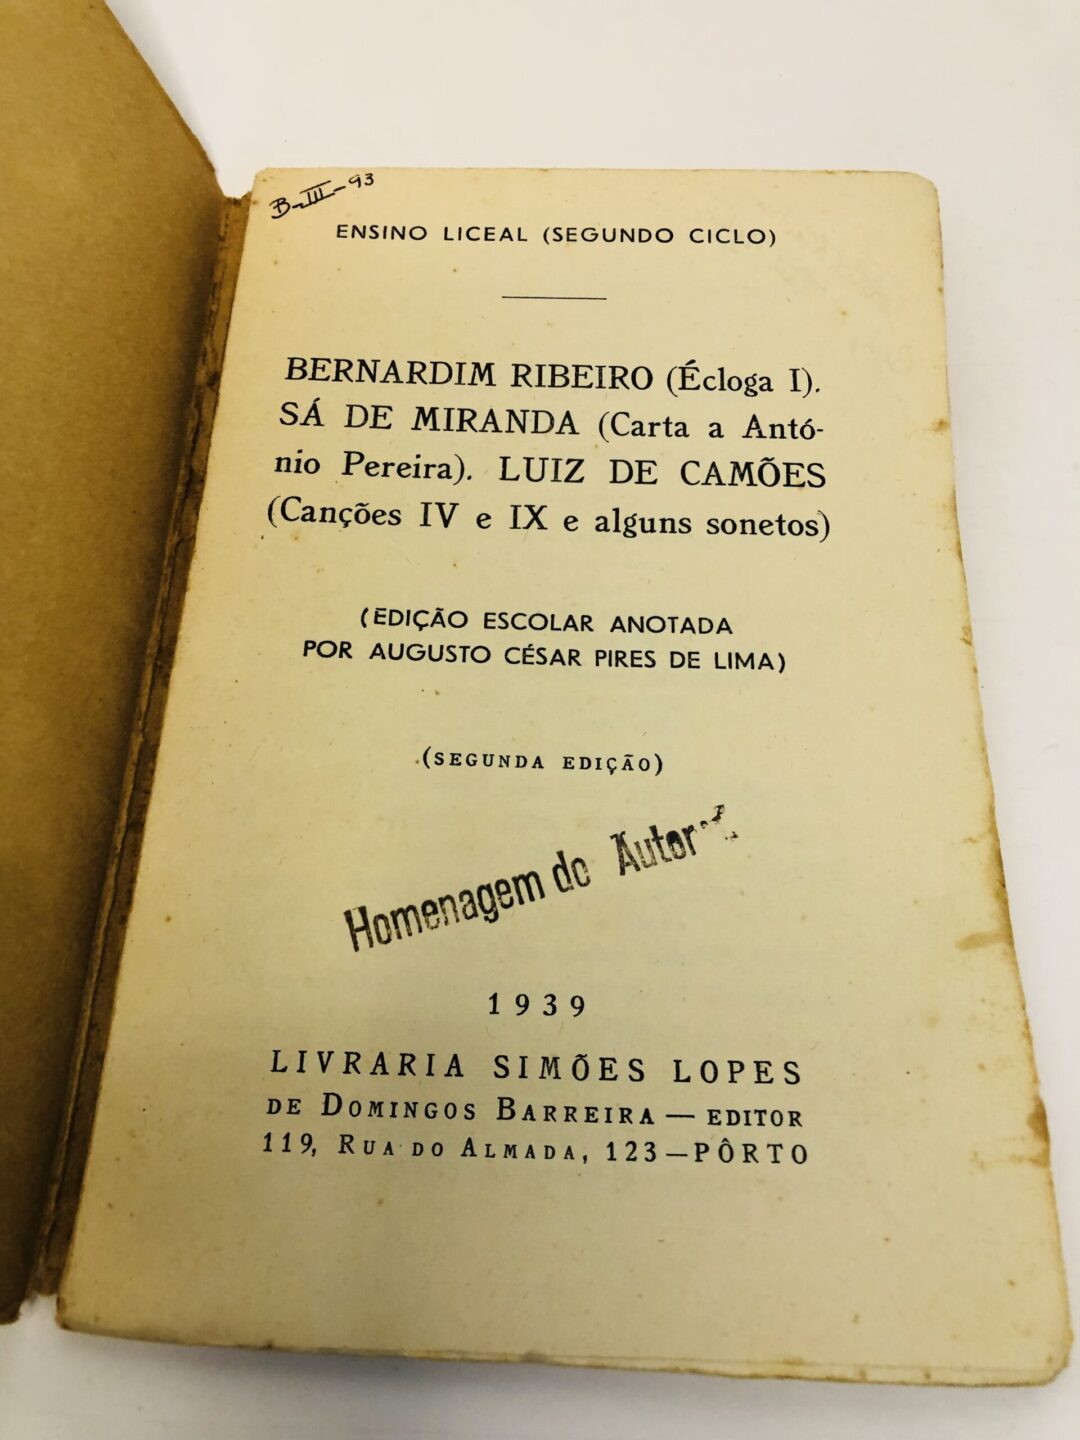 B-III-93
ENSINO LICEAL (SEGUNDO CICLO)
BERNARDIM RIBEIRO (Écloga I).
SÁ DE MIRANDA (Carta a Antó-
nio Pereira). LUIZ DE CAMÕES
(Canções IV e IX e alguns sonetos)
(EDIÇÃO ESCOLAR ANOTADA
POR AUGUSTO CÉSAR PIRES DE LIMA)
(SEGUNDA EDIÇÃO)
Homenagem do Autor
1939
LIVRARIA SIMÕES LOPES
DE DOMINGOS BARREIRA — EDITOR
119, RUA DO ALMADA, 123 — PÔRTO